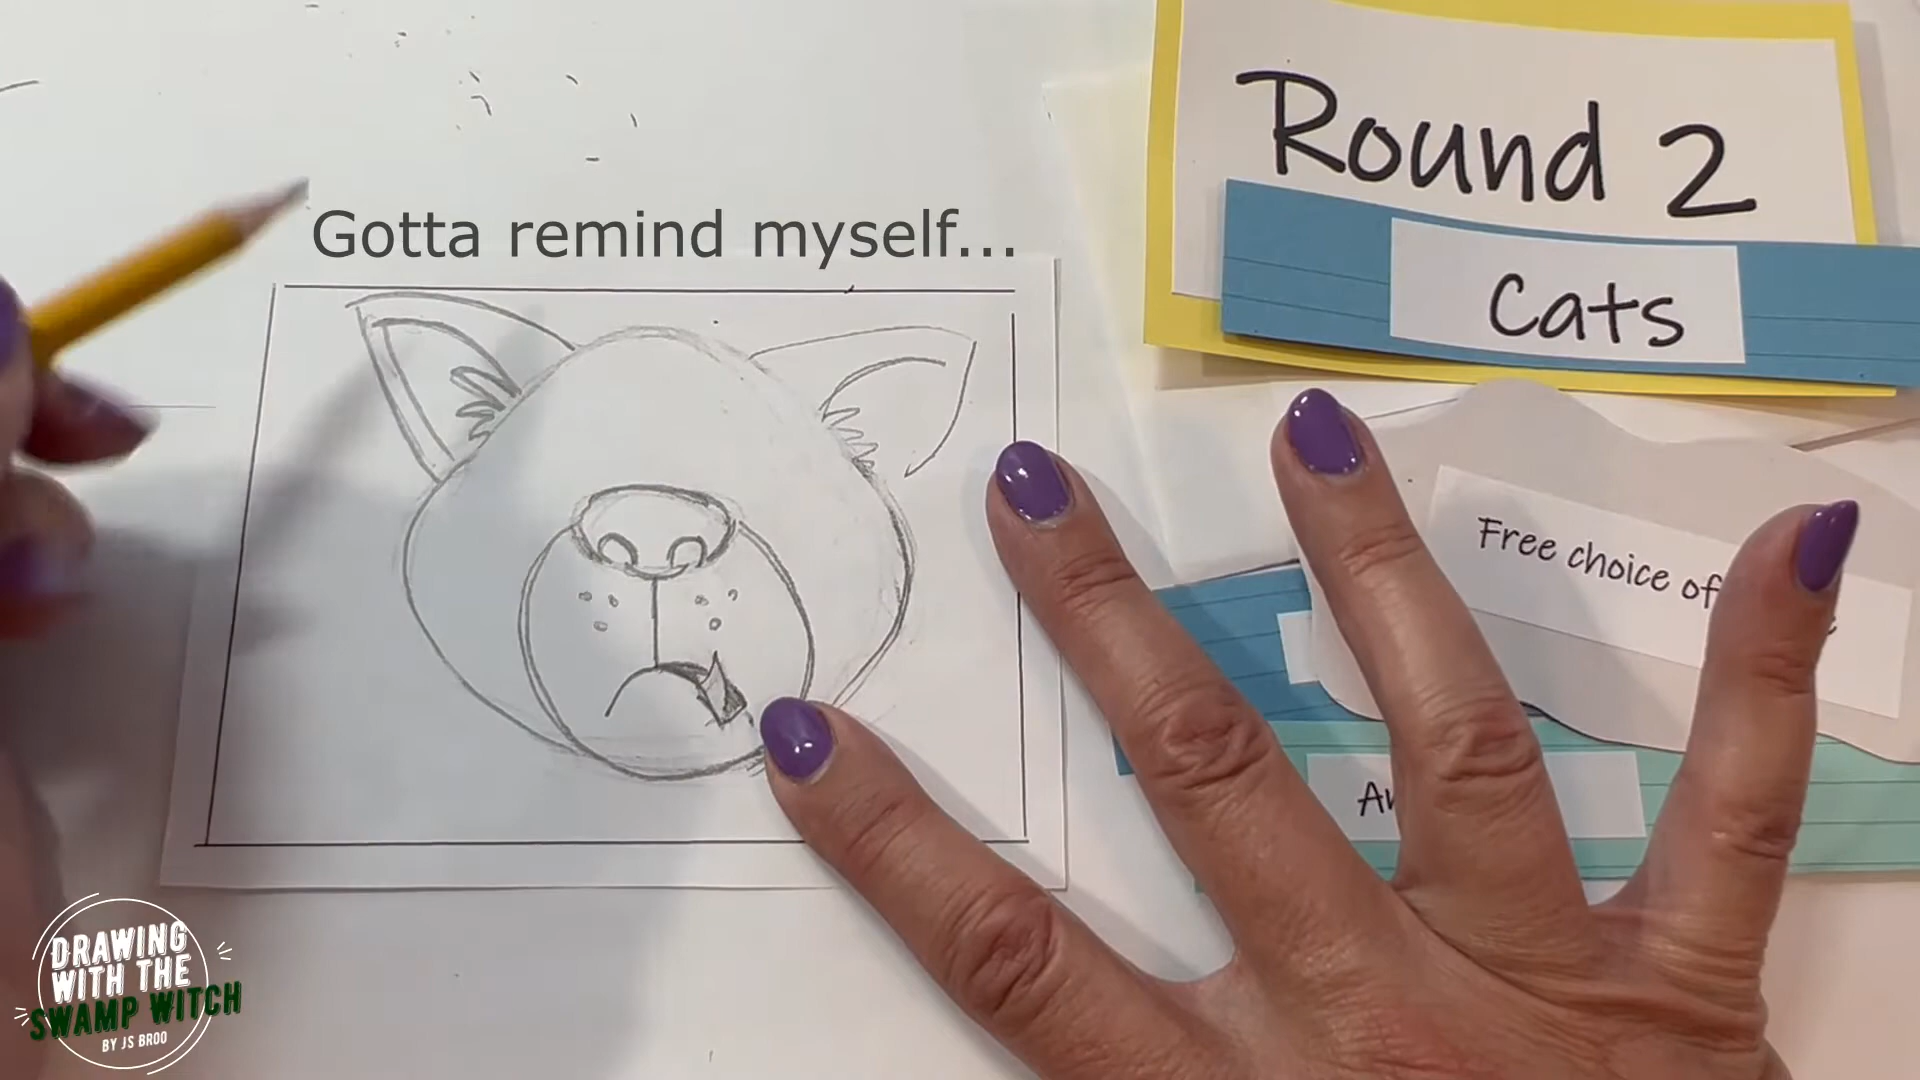 Round 2
Cats
Gotta remind myself...
Free choice of
DRAWING
WITH THE
SWAMP WITCH
BY JS BROO